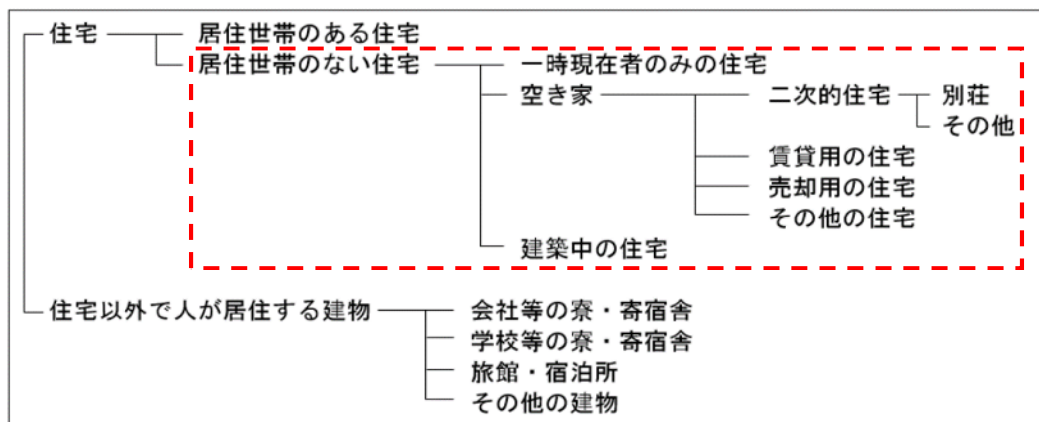 住宅 居住世帯のある住宅
居住世帯のない住宅 一時現在者のみの住宅
空き家 二次的住宅 別荘
その他
賃貸用の住宅
売却用の住宅
その他の住宅
建築中の住宅
住宅以外で人が居住する建物 会社等の寮・寄宿舎
学校等の寮・寄宿舎
旅館・宿泊所
その他の建物